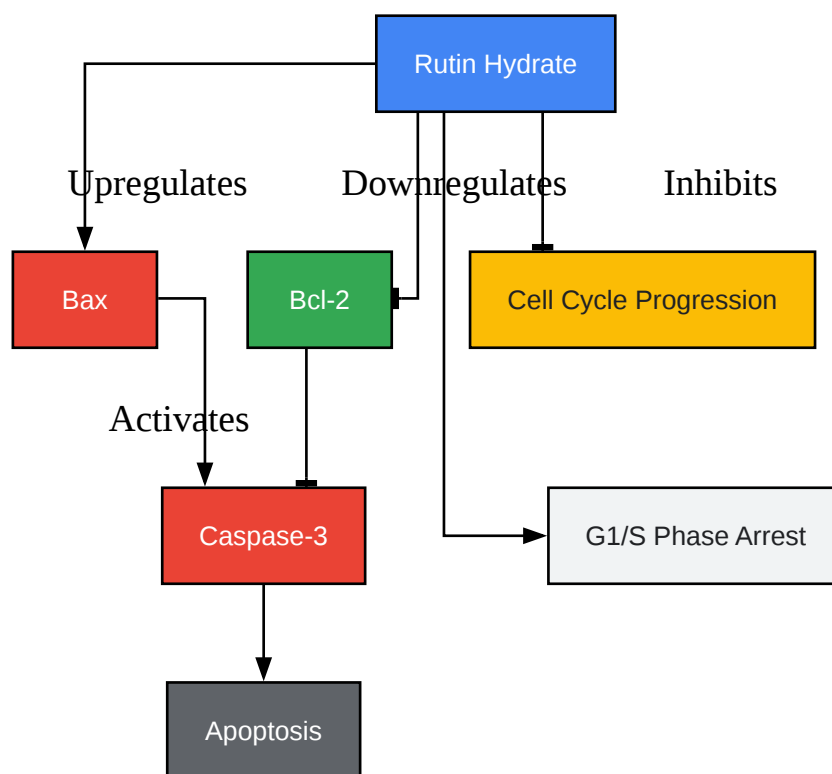 Rutin Hydrate
Upregulates
Downregulates
Inhibits
Bax
Bcl-2
Cell Cycle Progression
Activates
Caspase-3
G1/S Phase Arrest
Apoptosis